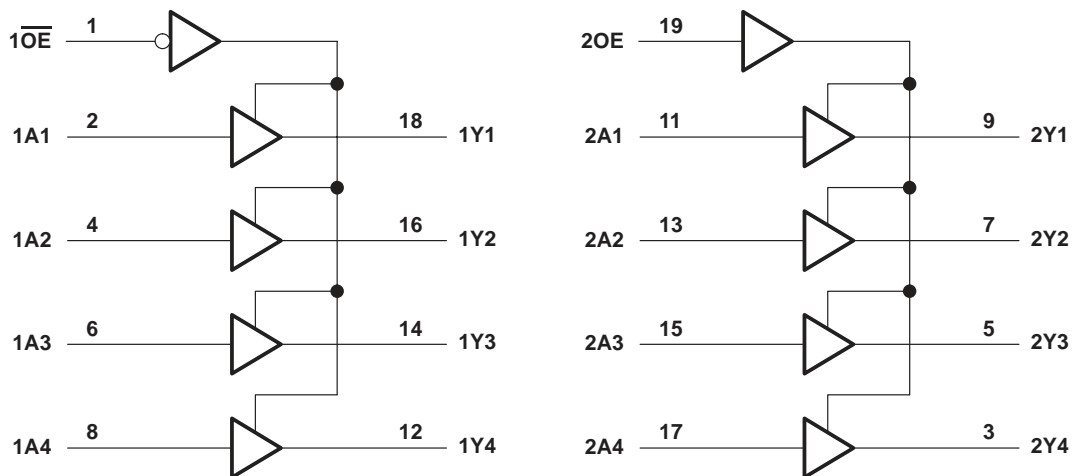 1O̅E̅ 1 2OE 19
1A1 2 18 1Y1 2A1 11 9 2Y1
1A2 4 16 1Y2 2A2 13 7 2Y2
1A3 6 14 1Y3 2A3 15 5 2Y3
1A4 8 12 1Y4 2A4 17 3 2Y4